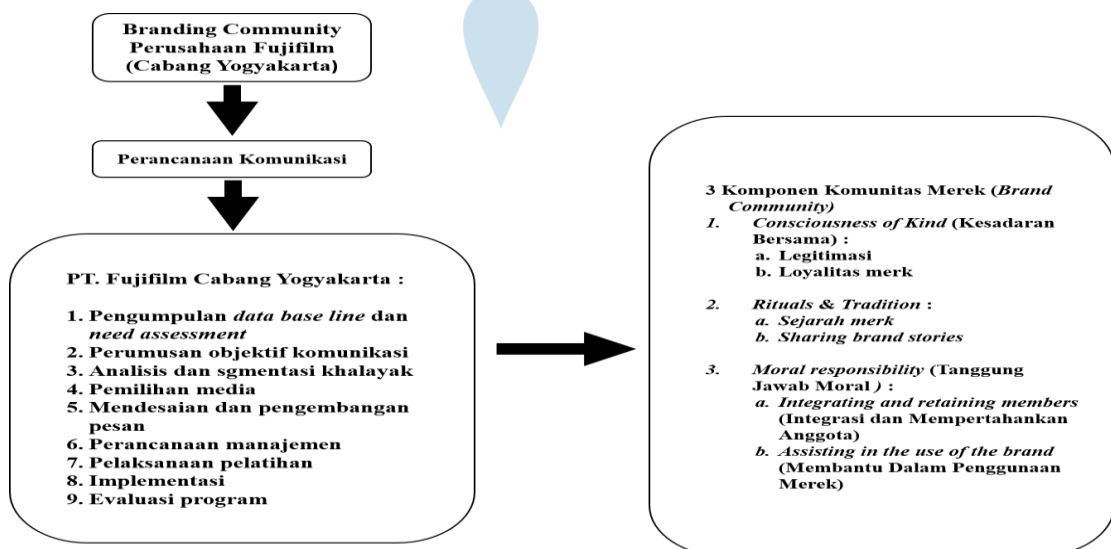 Branding Community
Perusahaan Fujifilm
(Cabang Yogyakarta)
Perancanaan Komunikasi
PT. Fujifilm Cabang Yogyakarta :
1. Pengumpulan data base line dan
need assessment
2. Perumusan objektif komunikasi
3. Analisis dan sgmentasi khalayak
4. Pemilihan media
5. Mendesaian dan pengembangan
pesan
6. Perancanaan manajemen
7. Pelaksanaan pelatihan
8. Implementasi
9. Evaluasi program
3 Komponen Komunitas Merek (Brand
Community)
1. Consciousness of Kind (Kesadaran
Bersama) :
a. Legitimasi
b. Loyalitas merk
2. Rituals & Tradition :
a. Sejarah merk
b. Sharing brand stories
3. Moral responsibility (Tanggung
Jawab Moral ) :
a. Integrating and retaining members
(Integrasi dan Mempertahankan
Anggota)
b. Assisting in the use of the brand
(Membantu Dalam Penggunaan
Merek)